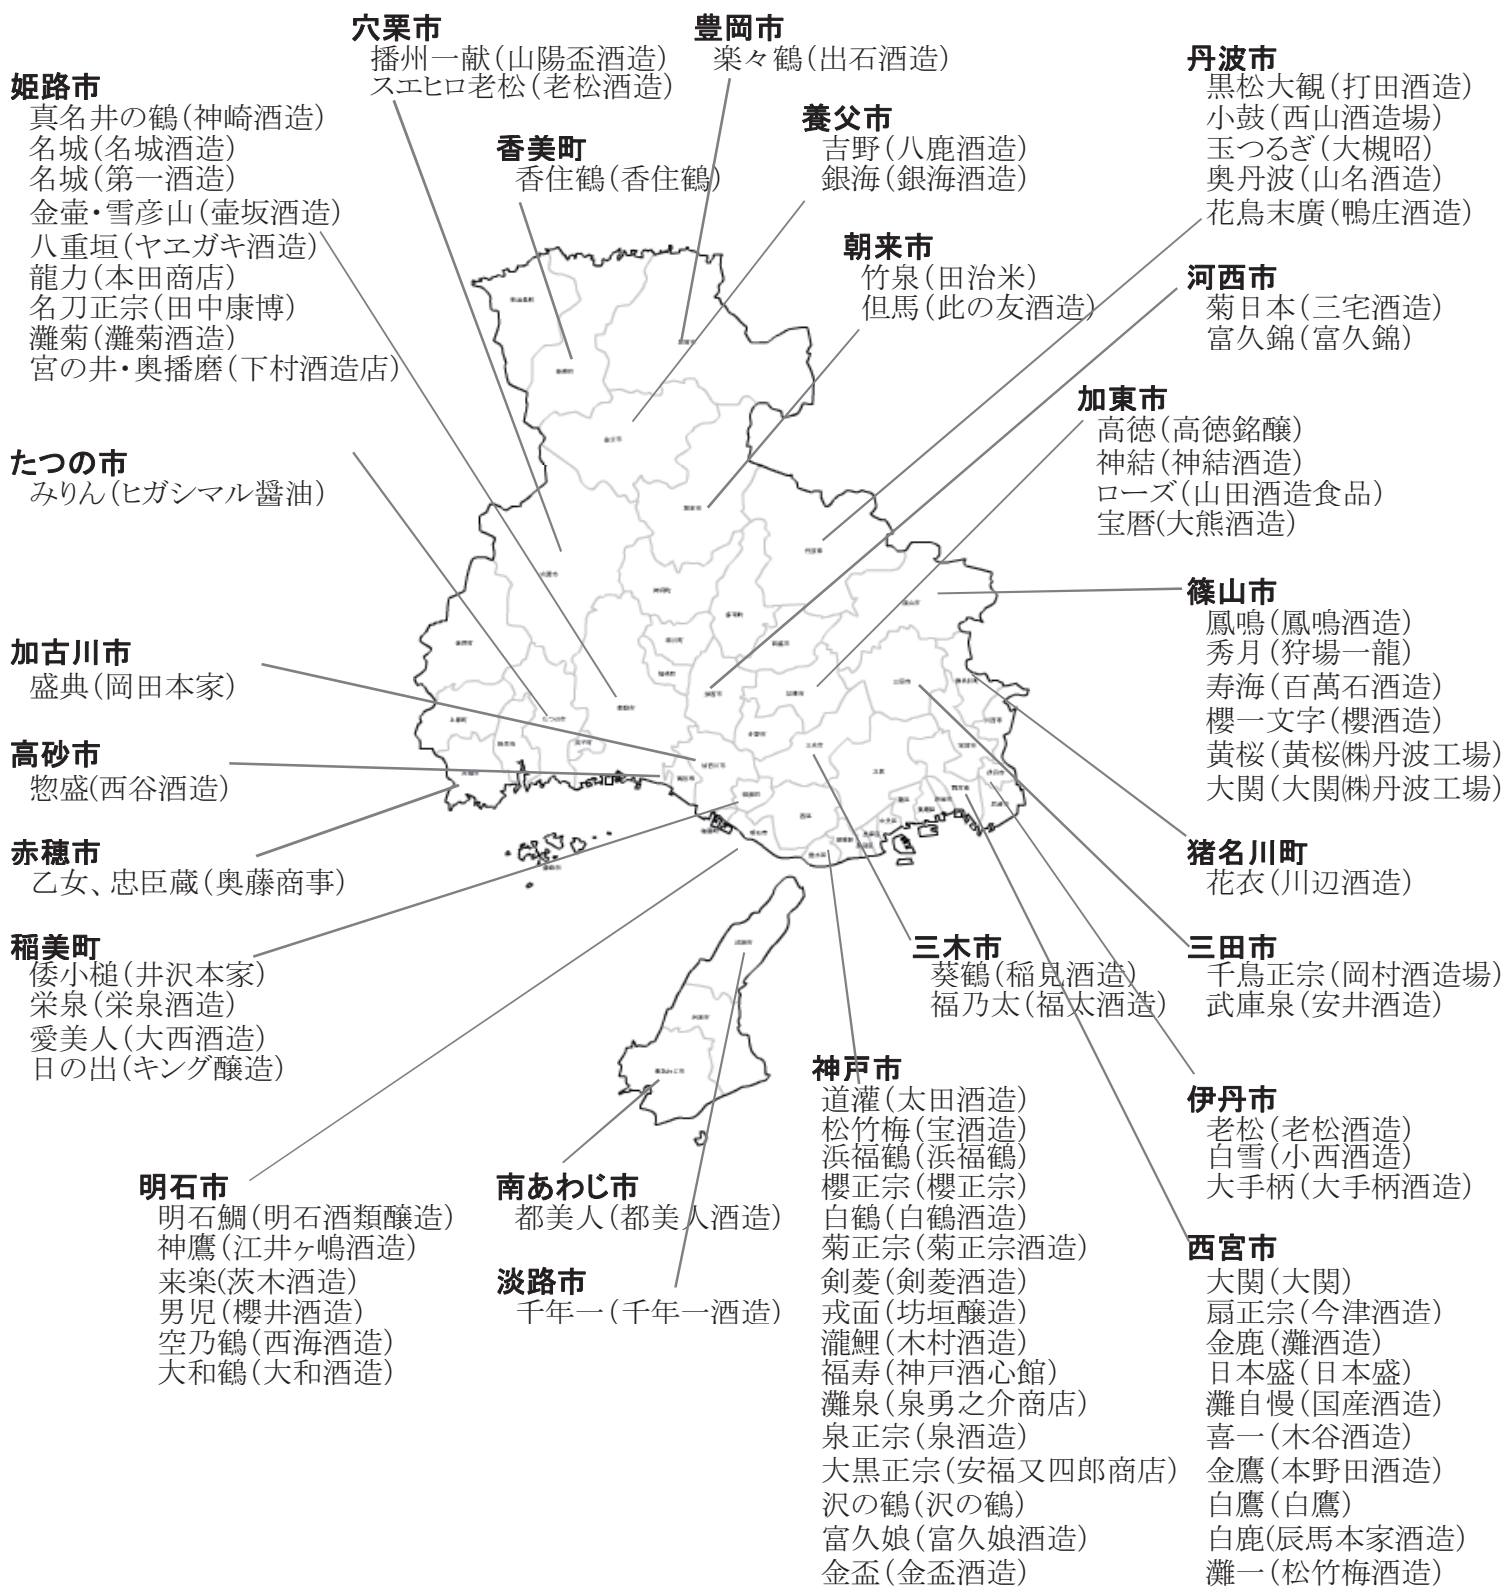 穴栗市
播州一献(山陽盃酒造)
スエヒロ老松(老松酒造)
豊岡市
楽々鶴(出石酒造)
丹波市
黒松大観(打田酒造)
小鼓(西山酒造場)
玉つるぎ(大槻昭)
奥丹波(山名酒造)
花鳥末廣(鴨庄酒造)
姫路市
真名井の鶴(神崎酒造)
名城(名城酒造)
名城(第一酒造)
金壷・雪彦山(壷坂酒造)
八重垣(ヤヱガキ酒造)
龍力(本田商店)
名刀正宗(田中康博)
灘菊(灘菊酒造)
宮の井・奥播磨(下村酒造店)
香美町
香住鶴(香住鶴)
養父市
吉野(八鹿酒造)
銀海(銀海酒造)
朝来市
竹泉(田治米)
但馬(此の友酒造)
河西市
菊日本(三宅酒造)
富久錦(富久錦)
加東市
高徳(高徳銘醸)
神結(神結酒造)
ローズ(山田酒造食品)
宝暦(大熊酒造)
たつの市
みりん(ヒガシマル醤油)
篠山市
鳳鳴(鳳鳴酒造)
秀月(狩場一龍)
寿海(百萬石酒造)
櫻一文字(櫻酒造)
黄桜(黄桜㈱丹波工場)
大関(大関㈱丹波工場)
加古川市
盛典(岡田本家)
高砂市
惣盛(西谷酒造)
赤穂市
乙女、忠臣蔵(奥藤商事)
猪名川町
花衣(川辺酒造)
稲美町
倭小槌(井沢本家)
栄泉(栄泉酒造)
愛美人(大西酒造)
日の出(キング醸造)
三木市
葵鶴(稲見酒造)
福乃太(福太酒造)
三田市
千鳥正宗(岡村酒造場)
武庫泉(安井酒造)
神戸市
道灌(太田酒造)
松竹梅(宝酒造)
浜福鶴(浜福鶴)
櫻正宗(櫻正宗)
白鶴(白鶴酒造)
菊正宗(菊正宗酒造)
剣菱(剣菱酒造)
戎面(坊垣醸造)
瀧鯉(木村酒造)
福寿(神戸酒心館)
灘泉(泉勇之介商店)
泉正宗(泉酒造)
大黒正宗(安福又四郎商店)
沢の鶴(沢の鶴)
富久娘(富久娘酒造)
金盃(金盃酒造)
伊丹市
老松(老松酒造)
白雪(小西酒造)
大手柄(大手柄酒造)
明石市
明石鯛(明石酒類醸造)
神鷹(江井ヶ嶋酒造)
来楽(茨木酒造)
男児(櫻井酒造)
空乃鶴(西海酒造)
大和鶴(大和酒造)
南あわじ市
都美人(都美人酒造)
淡路市
千年一(千年一酒造)
西宮市
大関(大関)
扇正宗(今津酒造)
金鹿(灘酒造)
日本盛(日本盛)
灘自慢(国産酒造)
喜一(木谷酒造)
金鷹(本野田酒造)
白鷹(白鷹)
白鹿(辰馬本家酒造)
灘一(松竹梅酒造)